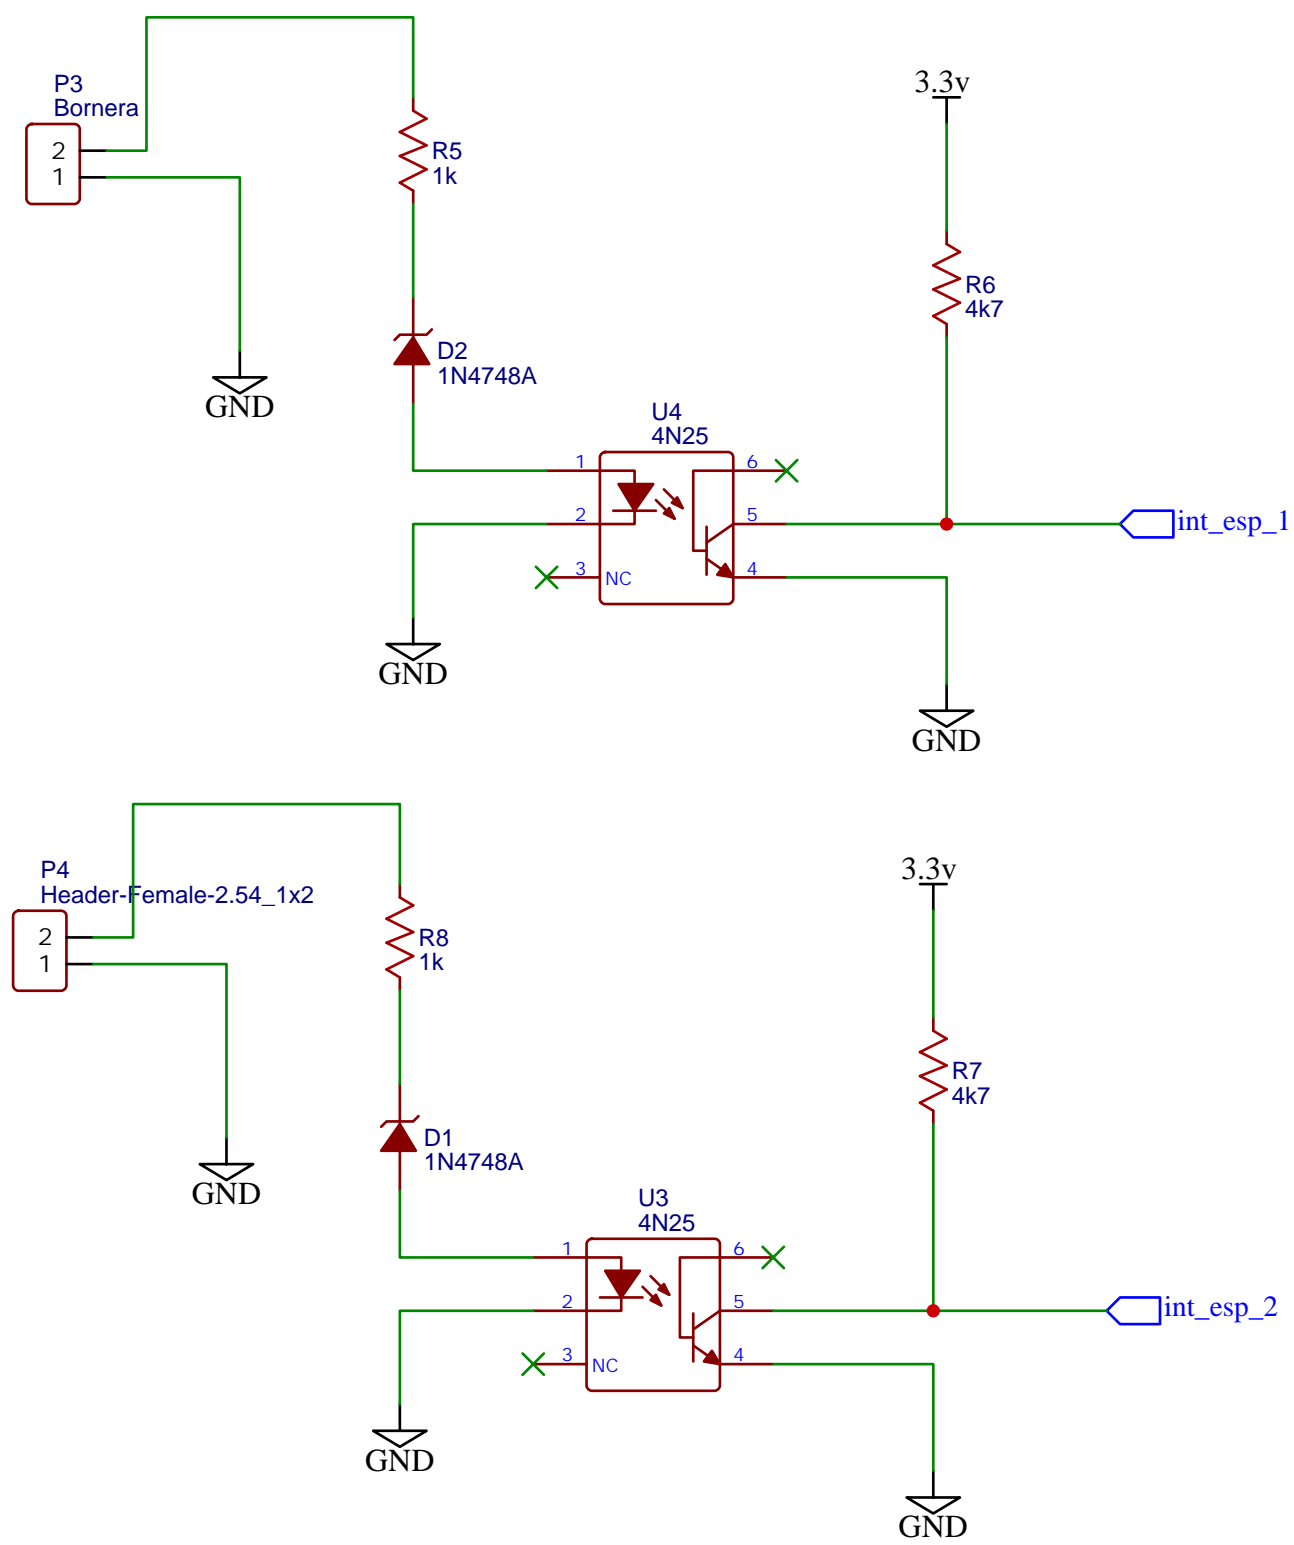 P3
Bornera
2
1
GND
R5
1k
D2
1N4748A
3.3v
R6
4k7
U4
4N25
1
2
3
NC
6
5
4
int_esp_1
GND
GND
P4
Header-Female-2.54_1x2
2
1
GND
R8
1k
D1
1N4748A
3.3v
R7
4k7
U3
4N25
1
2
3
NC
6
5
4
int_esp_2
GND
GND